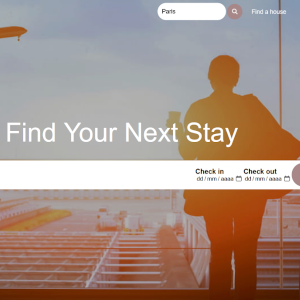 Paris
Find a house
Find Your Next Stay
Check in
Check out
dd / mm / aaaa
dd / mm / aaaa